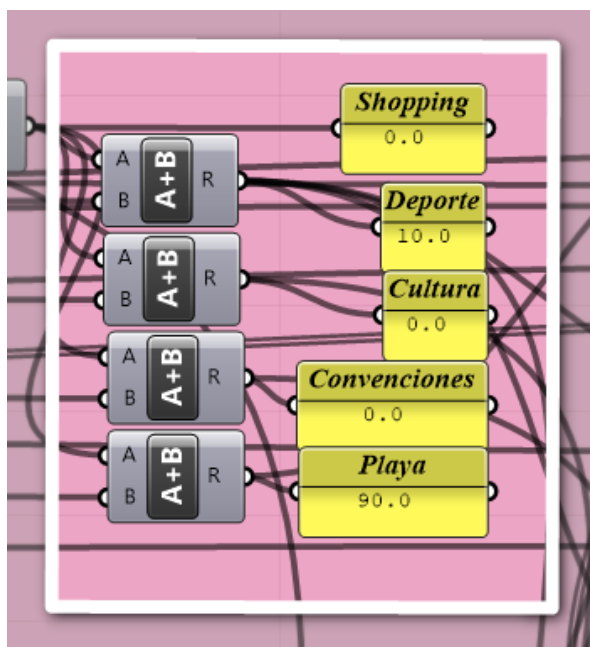 Shopping
0.0
A
B
A+B
R
Deporte
10.0
A
B
A+B
R
Cultura
0.0
A
B
A+B
R
Convenciones
0.0
A
B
A+B
R
Playa
90.0